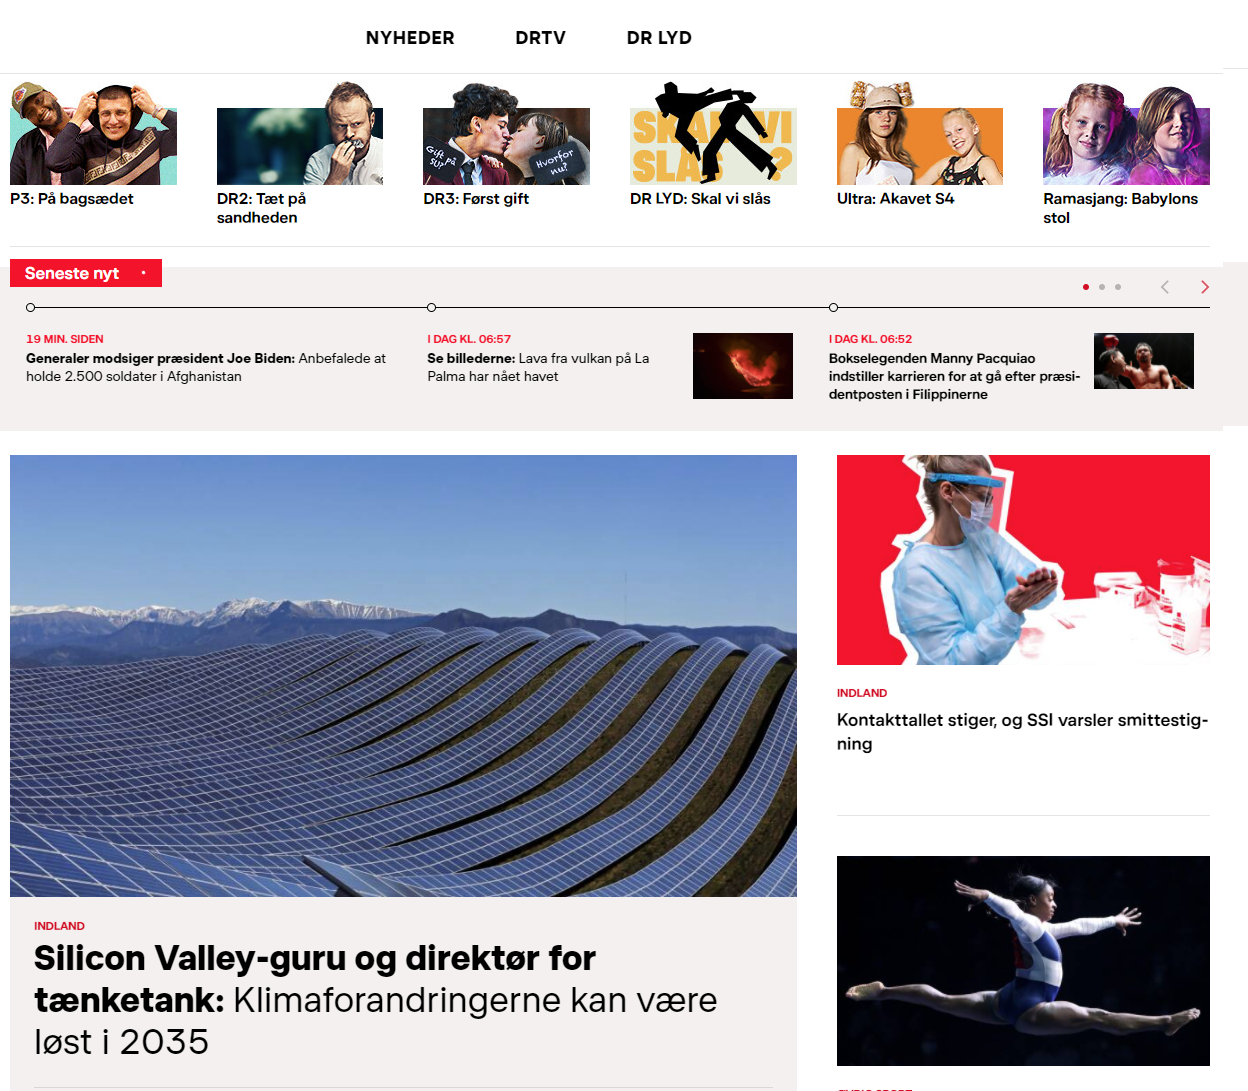 NYHEDER DRTV DR LYD
Gift på
SU?
Hvorfor
nu?
SKAL VI
SLÅS ?
P3: På bagsædet
DR2: Tæt på
sandheden
DR3: Først gift
DR LYD: Skal vi slås
Ultra: Akavet S4
Ramasjang: Babylons
stol
Seneste nyt
19 MIN. SIDEN
Generaler modsiger præsident Joe Biden: Anbefalede at
holde 2.500 soldater i Afghanistan
I DAG KL. 06:57
Se billederne: Lava fra vulkan på La
Palma har nået havet
I DAG KL. 06:52
Bokselegenden Manny Pacquiao
indstiller karrieren for at gå efter præsi-
dentposten i Filippinerne
INDLAND
Silicon Valley-guru og direktør for
tænketank: Klimaforandringerne kan være
løst i 2035
INDLAND
Kontakttallet stiger, og SSI varsler smittestig-
ning